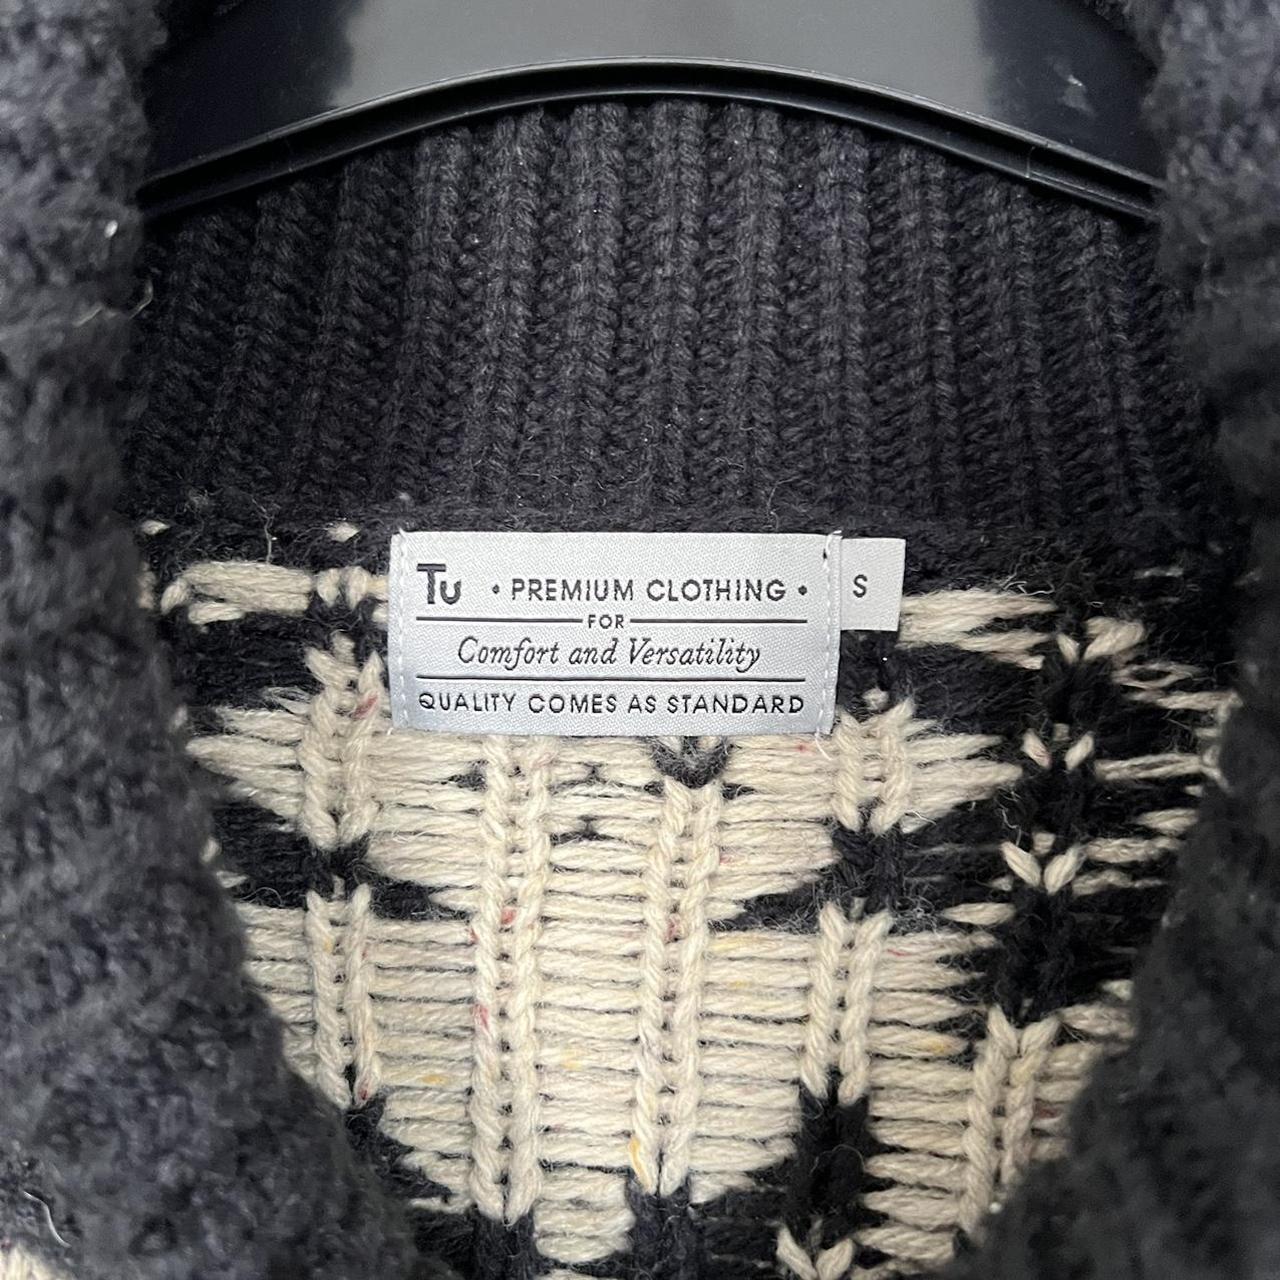 Tu • PREMIUM CLOTHING • S
FOR
Comfort and Versatility
QUALITY COMES AS STANDARD